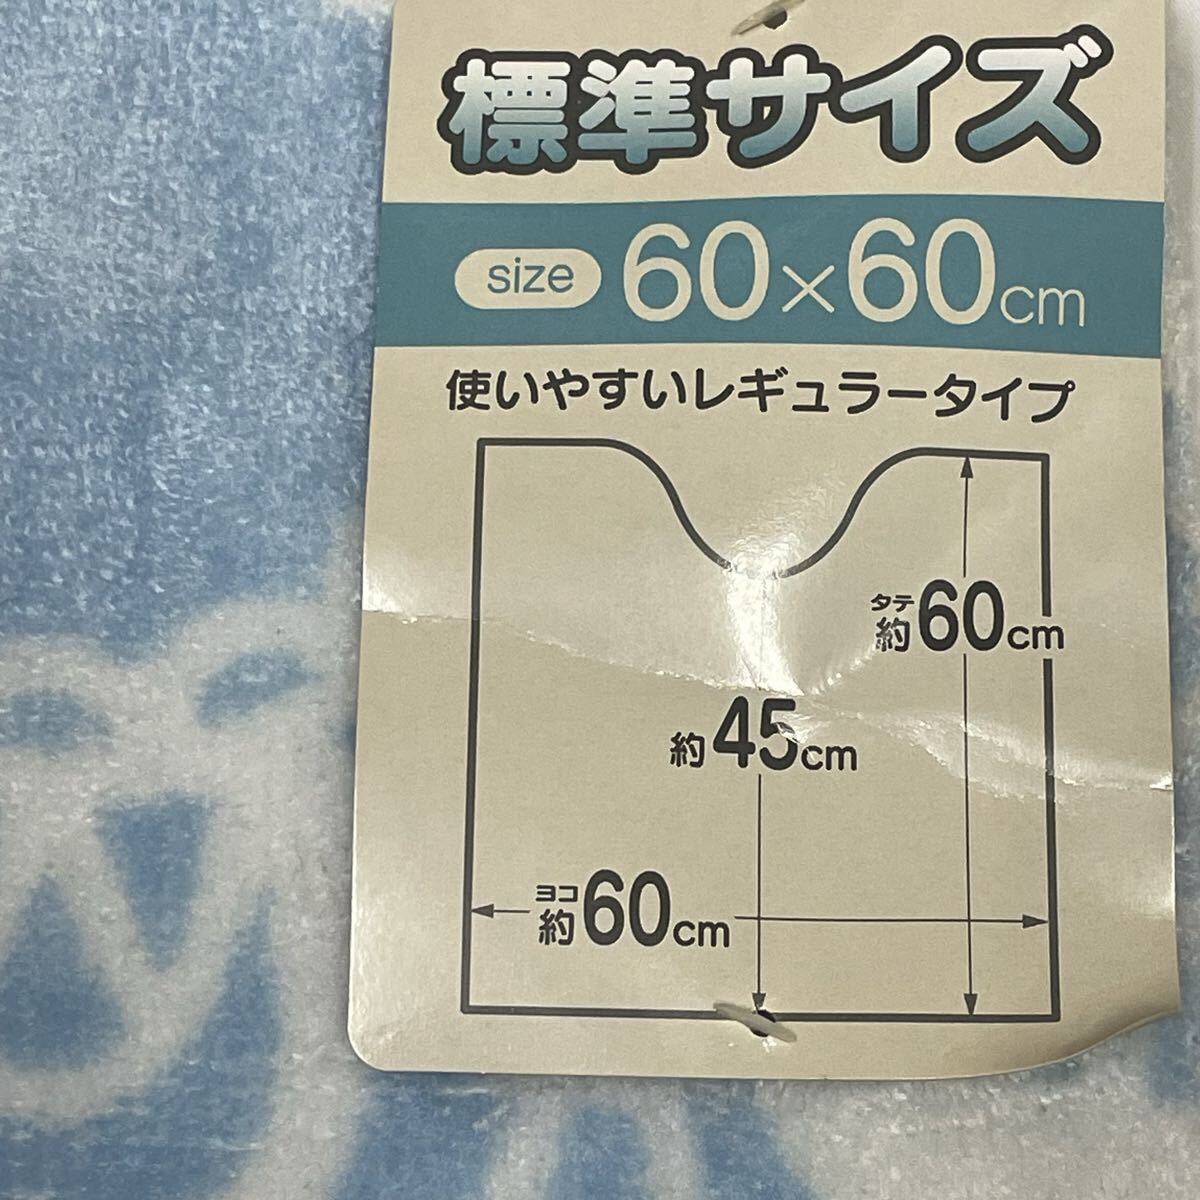 標準サイズ
size 60×60cm
使いやすいレギュラータイプ
タテ
約60cm
約45cm
ヨコ
約60cm